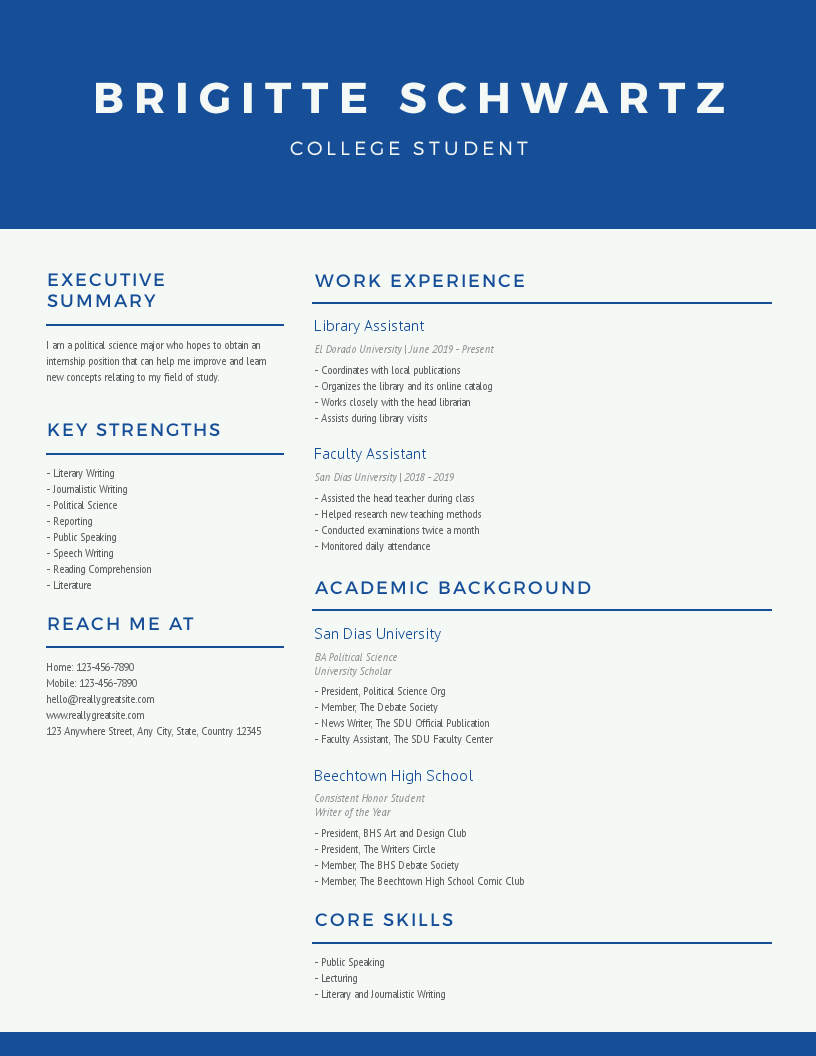 BRIGITTE SCHWARTZ
COLLEGE STUDENT
EXECUTIVE
SUMMARY
I am a political science major who hopes to obtain an
internship position that can help me improve and learn
new concepts relating to my field of study.
KEY STRENGTHS
- Literary Writing
- Journalistic Writing
- Political Science
- Reporting
- Public Speaking
- Speech Writing
- Reading Comprehension
- Literature
REACH ME AT
Home: 123-456-7890
Mobile: 123-456-7890
hello@reallygreatsite.com
www.reallygreatsite.com
123 Anywhere Street, Any City, State, Country 12345
WORK EXPERIENCE
Library Assistant
El Dorado University | June 2019 - Present
- Coordinates with local publications
- Organizes the library and its online catalog
- Works closely with the head librarian
- Assists during library visits
Faculty Assistant
San Dias University | 2018 - 2019
- Assisted the head teacher during class
- Helped research new teaching methods
- Conducted examinations twice a month
- Monitored daily attendance
ACADEMIC BACKGROUND
San Dias University
BA Political Science
University Scholar
- President, Political Science Org
- Member, The Debate Society
- News Writer, The SDU Official Publication
- Faculty Assistant, The SDU Faculty Center
Beechtown High School
Consistent Honor Student
Writer of the Year
- President, BHS Art and Design Club
- President, The Writers Circle
- Member, The BHS Debate Society
- Member, The Beechtown High School Comic Club
CORE SKILLS
- Public Speaking
- Lecturing
- Literary and Journalistic Writing